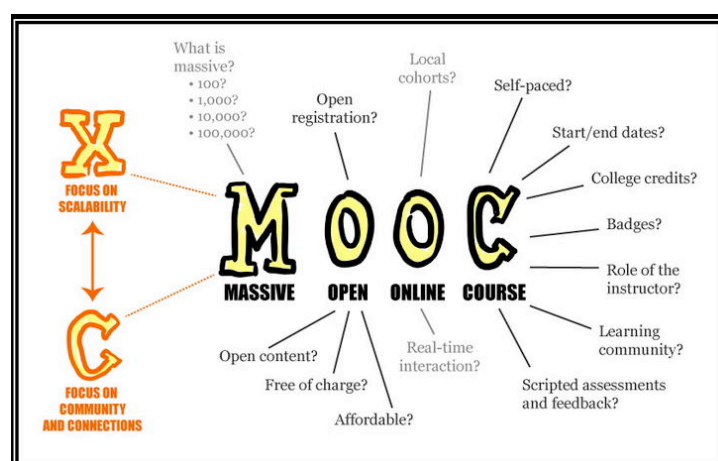 What is
massive?
• 100?
• 1,000?
• 10,000?
• 100,000?
Local
cohorts?
Open
registration?
Self-paced?
Start/end dates?
College credits?
Badges?
Role of the
instructor?
Learning
community?
Scripted assessments
and feedback?
X
FOCUS ON
SCALABILITY
C
FOCUS ON
COMMUNITY
AND CONNECTIONS
MOOC
MASSIVE OPEN ONLINE COURSE
Open content?
Free of charge?
Affordable?
Real-time
interaction?